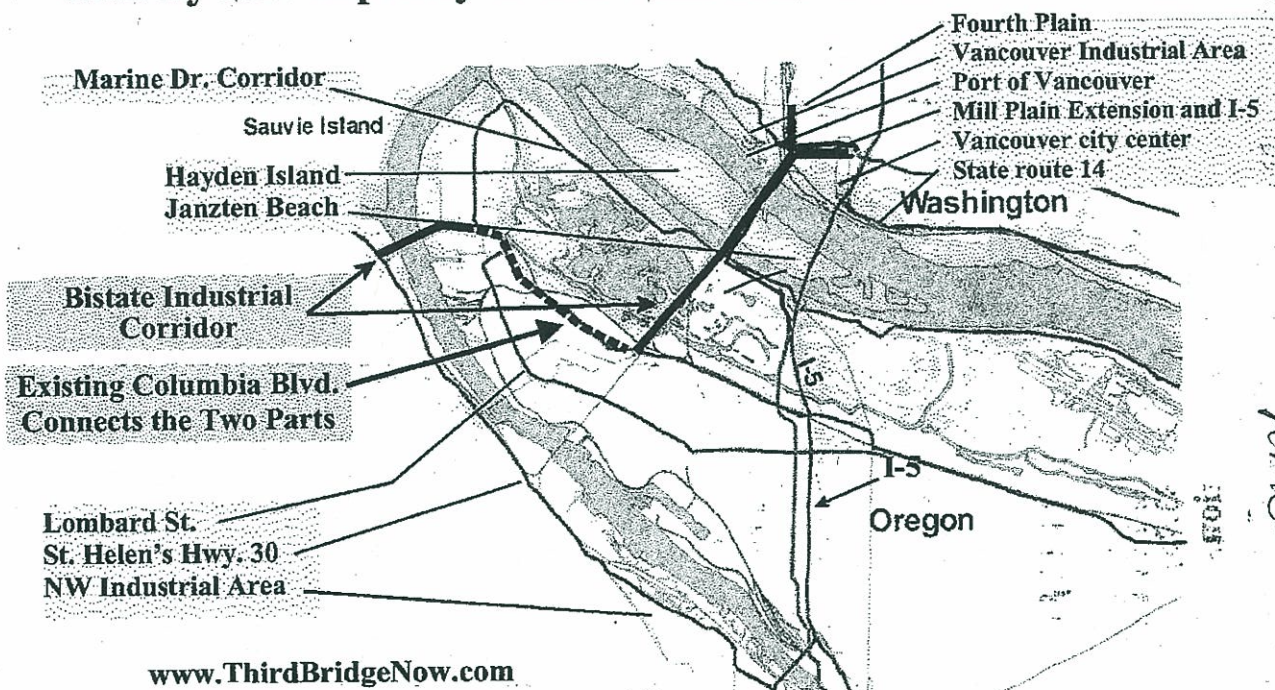 Marine Dr. Corridor
Sauvie Island
Hayden Island
Janzten Beach
Bistate Industrial
Corridor
Existing Columbia Blvd.
Connects the Two Parts
Lombard St.
St. Helen's Hwy. 30
NW Industrial Area
www.ThirdBridgeNow.com
Fourth Plain
Vancouver Industrial Area
Port of Vancouver
Mill Plain Extension and I-5
Vancouver city center
State route 14
Washington
I-5
I-5
Oregon